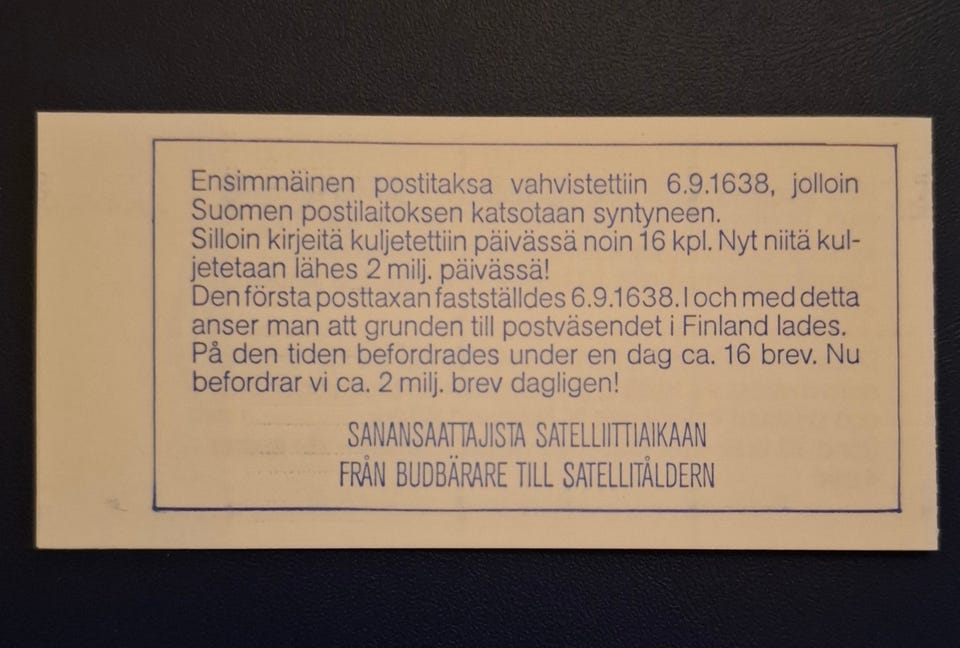 Ensimmäinen postitaksa vahvistettiin 6.9.1638, jolloin
Suomen postilaitoksen katsotaan syntyneen.
Silloin kirjeitä kuljetettiin päivässä noin 16 kpl. Nyt niitä kul-
jetetaan lähes 2 milj. päivässä!
Den första posttaxan fastställdes 6.9.1638. I och med detta
anser man att grunden till postväsendet i Finland lades.
På den tiden befordrades under en dag ca. 16 brev. Nu
befordrar vi ca. 2 milj. brev dagligen!
SANANSAATTAJISTA SATELLIITTIAIKAAN
FRÅN BUDBÄRARE TILL SATELLITÅLDERN